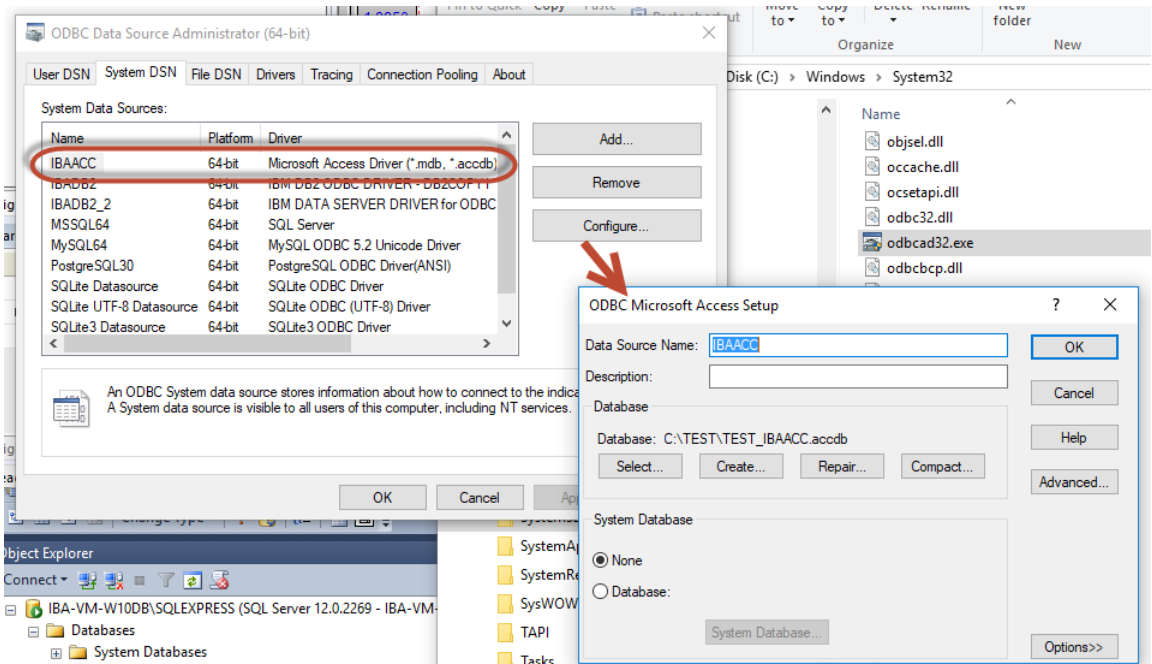 Pin to Quick Copy Paste Paste shortcut Move to Copy to Delete Rename New folder
Organize New
ODBC Data Source Administrator (64-bit)
User DSN System DSN File DSN Drivers Tracing Connection Pooling About
System Data Sources:
Name Platform Driver
IBAACC 64-bit Microsoft Access Driver (*.mdb, *.accdb)
IBADB2 64-bit IBM DB2 ODBC DRIVER - DB2COPY1
IBADB2_2 64-bit IBM DATA SERVER DRIVER for ODBC
MSSQL64 64-bit SQL Server
MySQL64 64-bit MySQL ODBC 5.2 Unicode Driver
PostgreSQL30 64-bit PostgreSQL ODBC Driver(ANSI)
SQLite Datasource 64-bit SQLite ODBC Driver
SQLite UTF-8 Datasource 64-bit SQLite ODBC (UTF-8) Driver
SQLite3 Datasource 64-bit SQLite3 ODBC Driver
Add...
Remove
Configure...
An ODBC System data source stores information about how to connect to the indica
A System data source is visible to all users of this computer, including NT services.
OK Cancel Ap
Disk (C:) > Windows > System32
Name
objsel.dll
occache.dll
ocsetapi.dll
odbc32.dll
odbcad32.exe
odbcbcp.dll
ODBC Microsoft Access Setup ? X
Data Source Name: IBAACC
Description:
Database
Database: C:\TEST\TEST_IBAACC.accdb
Select... Create... Repair... Compact...
System Database
None
Database:
System Database...
OK
Cancel
Help
Advanced...
Options>>
Change Type
Object Explorer
Connect
IBA-VM-W10DB\SQLEXPRESS (SQL Server 12.0.2269 - IBA-VM-
Databases
System Databases
SystemAp
SystemRe
SysWOW
TAPI
Tasks